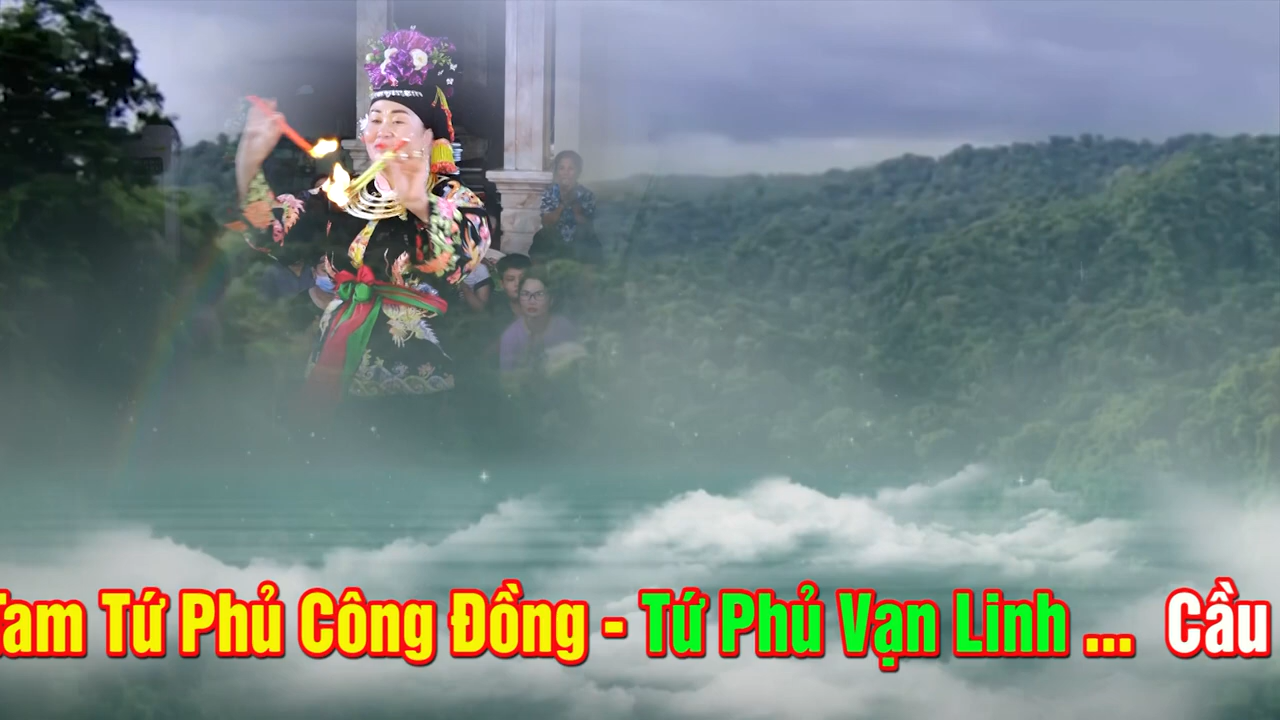 Tam Tứ Phủ Công Đồng - Tứ Phủ Vạn Linh ... Cầu